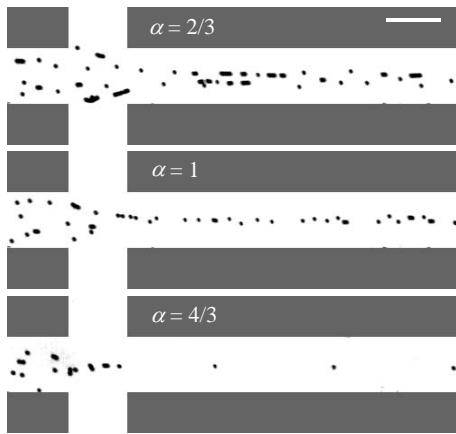 α = 2/3
α = 1
α = 4/3